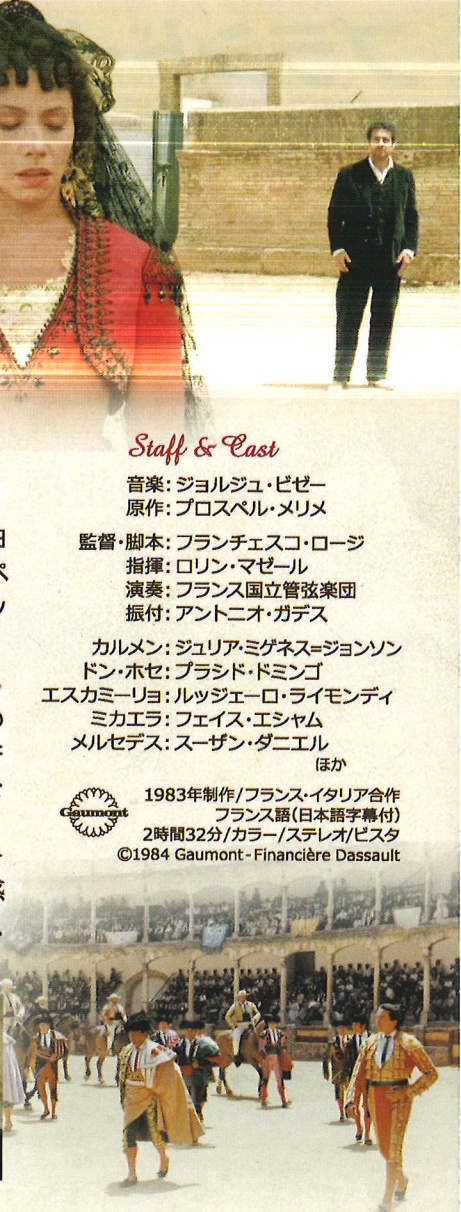 Staff & Cast
音楽：ジョルジュ・ビゼー
原作：プロスペル・メリメ
監督・脚本：フランチェスコ・ロージ
指揮：ロリン・マゼール
演奏：フランス国立管弦楽団
振付：アントニオ・ガデス
カルメン：ジュリア・ミゲネス=ジョンソン
ドン・ホセ：プラシド・ドミンゴ
エスカミーリョ：ルッジェーロ・ライモンディ
ミカエラ：フェイス・エシャム
メルセデス：スーザン・ダニエル
ほか
Gaumont
1983年制作/フランス・イタリア合作
フランス語(日本語字幕付)
2時間32分/カラー/ステレオ/ビスタ
©1984 Gaumont-Financière Dassault